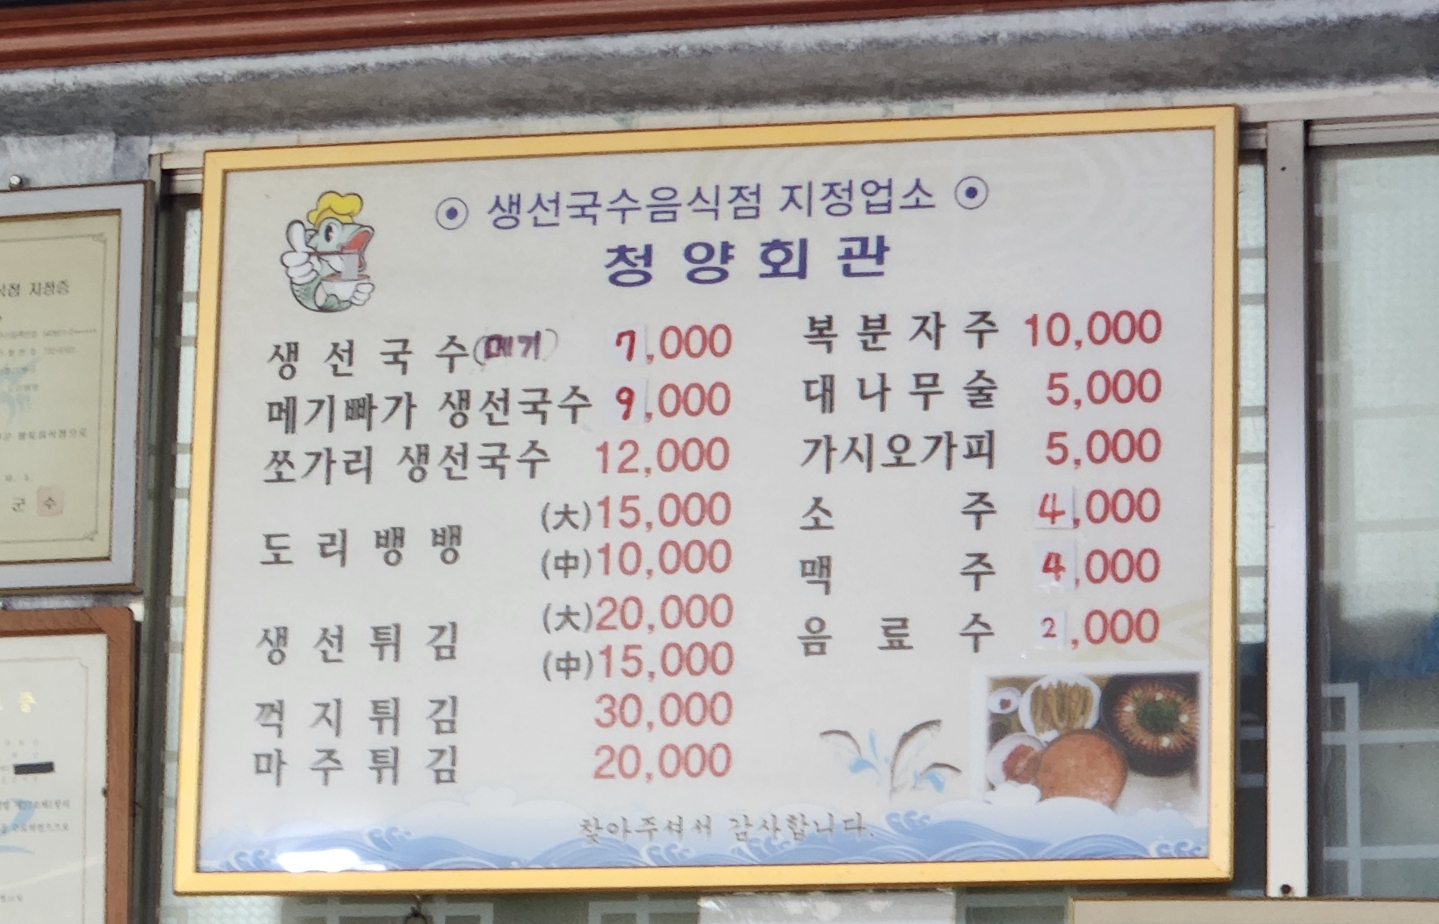 ⊙ 생선국수음식점 지정업소 ⊙
청양회관
생선국수(메기) 7,000
메기빠가 생선국수 9,000
쏘가리 생선국수 12,000
도리뱅뱅 (大)15,000
(中)10,000
생선튀김 (大)20,000
(中)15,000
꺽지튀김 30,000
마주튀김 20,000
복분자주 10,000
대나무술 5,000
가시오가피 5,000
소주 4,000
맥주 4,000
음료수 2,000
찾아주셔서 감사합니다.
지정증
군수
증